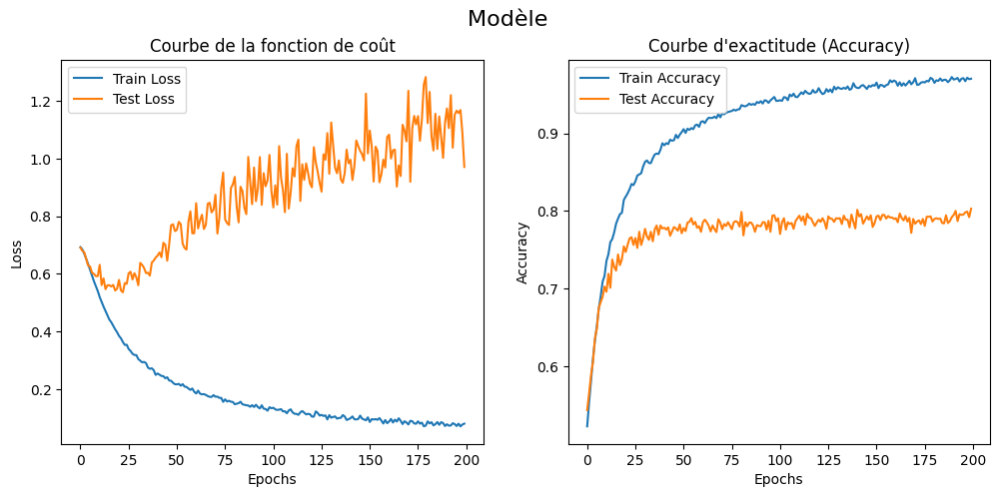 Modèle
Courbe de la fonction de coût
Train Loss
Test Loss
1.2
1.0
0.8
0.6
0.4
0.2
Loss
0 25 50 75 100 125 150 175 200
Epochs
Courbe d'exactitude (Accuracy)
Train Accuracy
Test Accuracy
0.9
0.8
0.7
0.6
Accuracy
0 25 50 75 100 125 150 175 200
Epochs